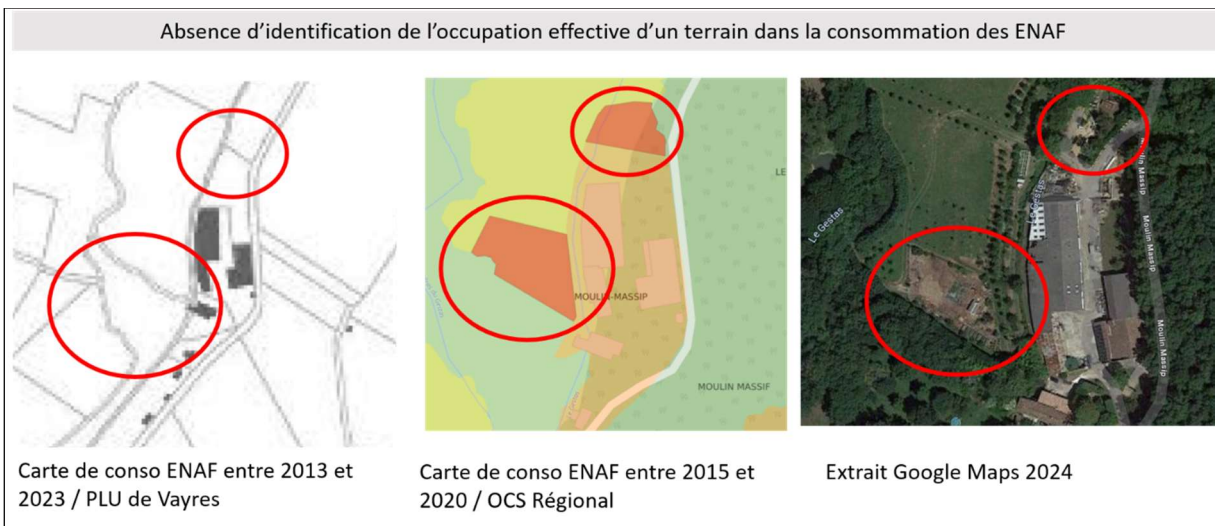 Absence d'identification de l'occupation effective d'un terrain dans la consommation des ENAF
LE
MOULIN-MASSIP
MOULIN MASSIF
Le Gestas
Le Gestas
Moulin Massip
Moulin Massip
Moulin Massip
Carte de conso ENAF entre 2013 et
2023 / PLU de Vayres
Carte de conso ENAF entre 2015 et
2020 / OCS Régional
Extrait Google Maps 2024